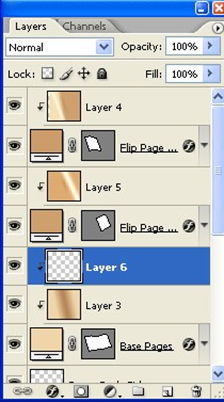 Layers Channels
Normal Opacity: 100%
Lock: Fill: 100%
Layer 4
Flip Page ...
Layer 5
Flip Page ...
Layer 6
Layer 3
Base Pages